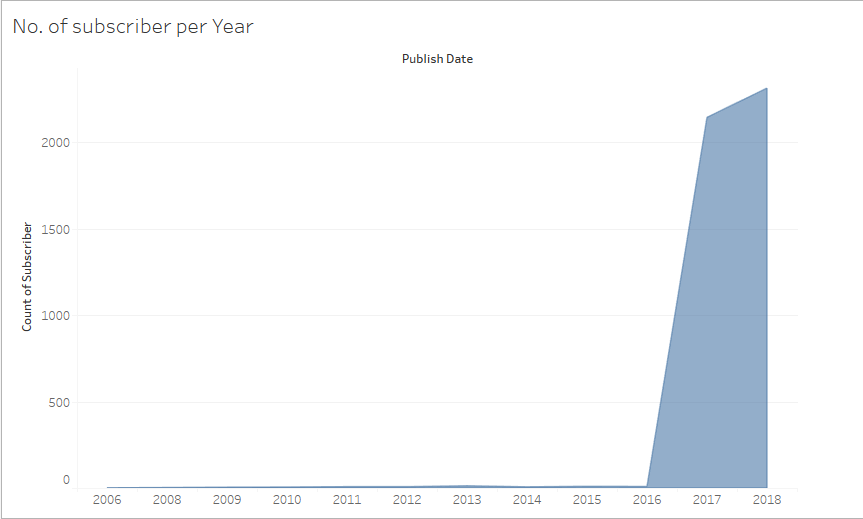 No. of subscriber per Year
Publish Date
Count of Subscriber
2000
1500
1000
500
0
2006 2008 2009 2010 2011 2012 2013 2014 2015 2016 2017 2018